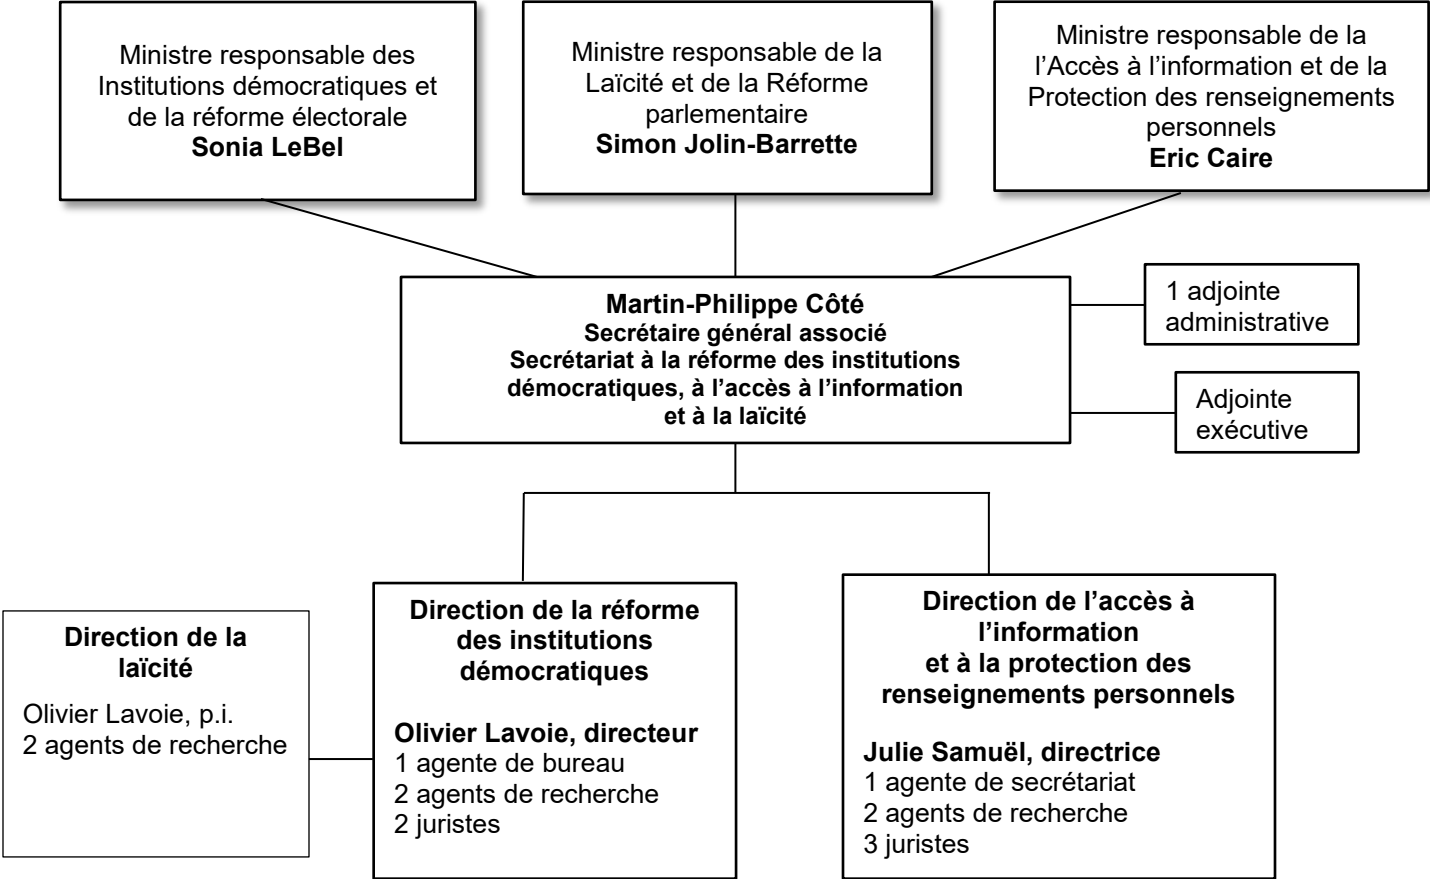 Ministre responsable des
Institutions démocratiques et
de la réforme électorale
Sonia LeBel
Ministre responsable de la
Laïcité et de la Réforme
parlementaire
Simon Jolin-Barrette
Ministre responsable de la
l’Accès à l’information et de la
Protection des renseignements
personnels
Eric Caire
Martin-Philippe Côté
Secrétaire général associé
Secrétariat à la réforme des institutions
démocratiques, à l’accès à l’information
et à la laïcité
1 adjointe
administrative
Adjointe
exécutive
Direction de la
laïcité
Olivier Lavoie, p.i.
2 agents de recherche
Direction de la réforme
des institutions
démocratiques
Olivier Lavoie, directeur
1 agente de bureau
2 agents de recherche
2 juristes
Direction de l’accès à
l’information
et à la protection des
renseignements personnels
Julie Samuël, directrice
1 agente de secrétariat
2 agents de recherche
3 juristes